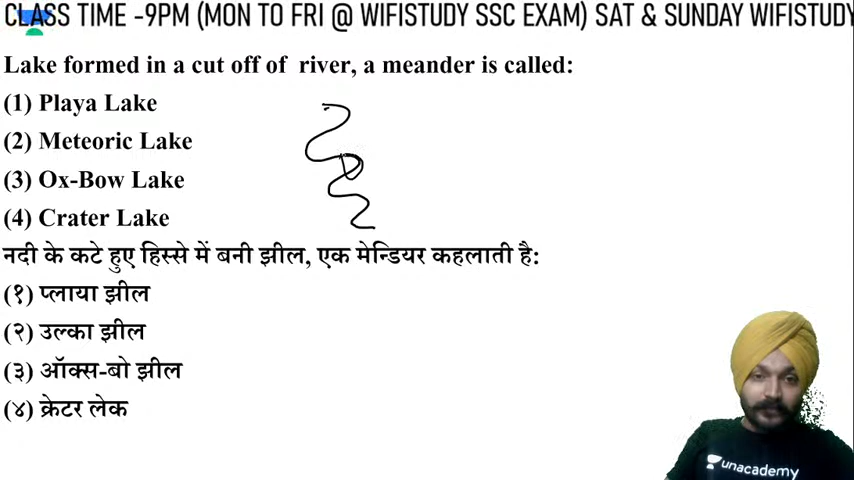 CLASS TIME -9PM (MON TO FRI @ WIFISTUDY SSC EXAM) SAT & SUNDAY WIFISTUDY
Lake formed in a cut off of river, a meander is called:
(1) Playa Lake
(2) Meteoric Lake
(3) Ox-Bow Lake
(4) Crater Lake
नदी के कटे हुए हिस्से में बनी झील, एक मेन्डियर कहलाती है:
(१) प्लाया झील
(२) उल्का झील
(३) ऑक्स-बो झील
(४) क्रेटर लेक
unacademy